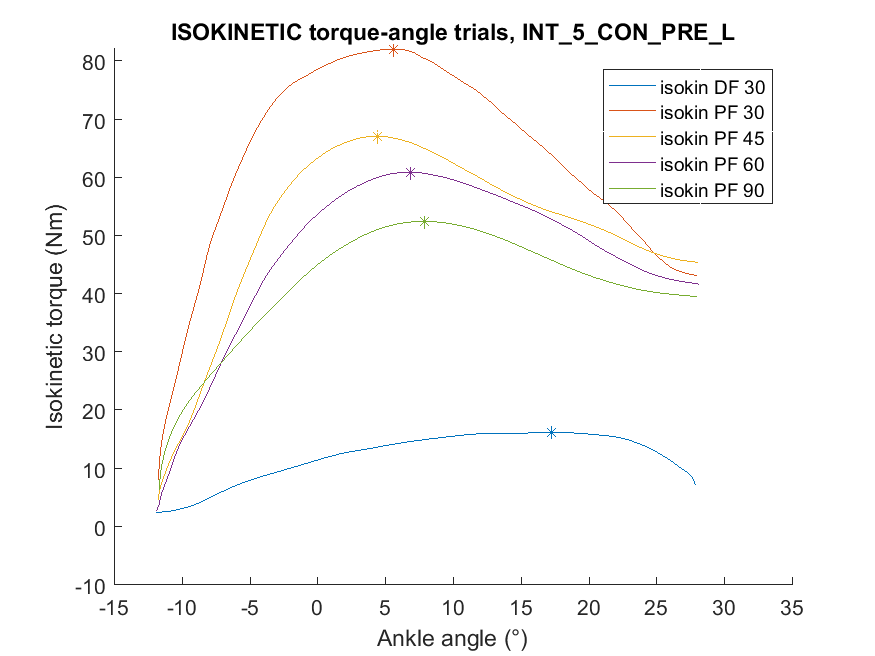 ISOKINETIC torque-angle trials, INT_5_CON_PRE_L
80
70
60
50
40
30
20
10
0
-10
Isokinetic torque (Nm)
isokin DF 30
isokin PF 30
isokin PF 45
isokin PF 60
isokin PF 90
-15 -10 -5 0 5 10 15 20 25 30 35
Ankle angle (°)